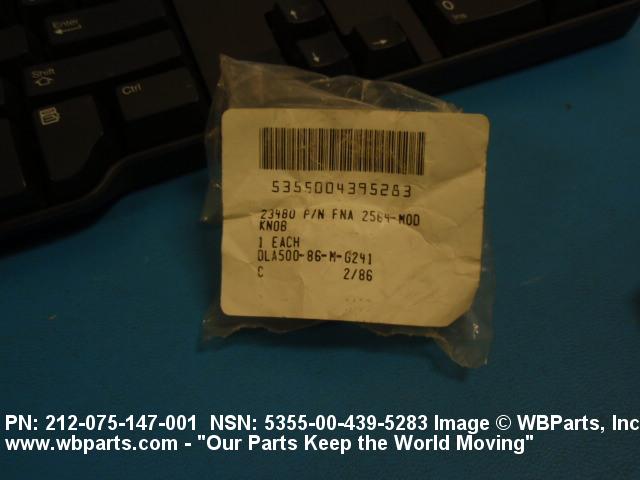 Enter
Shift
Ctrl
0
Ins
5355004395283
23480 P/N FNA 2564-MOD
KNOB
1 EACH
DLA500-86-M-G241
C 2/86
PN: 212-075-147-001 NSN: 5355-00-439-5283 Image © WBParts, Inc
www.wbparts.com - "Our Parts Keep the World Moving"